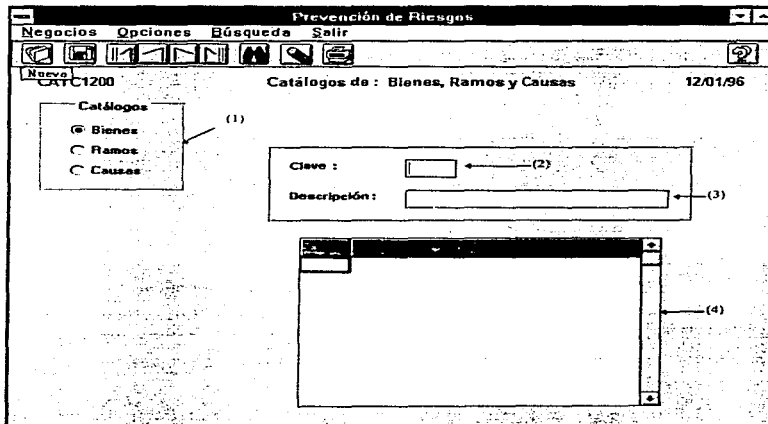 Prevención de Riesgos
Negocios Opciones Búsqueda Salir
Nuevo
CATC1200 Catálogos de : Bienes, Ramos y Causas 12/01/96
Catálogos
Bienes
Ramos
Causas
(1)
Clave :
(2)
Descripción :
(3)
(4)